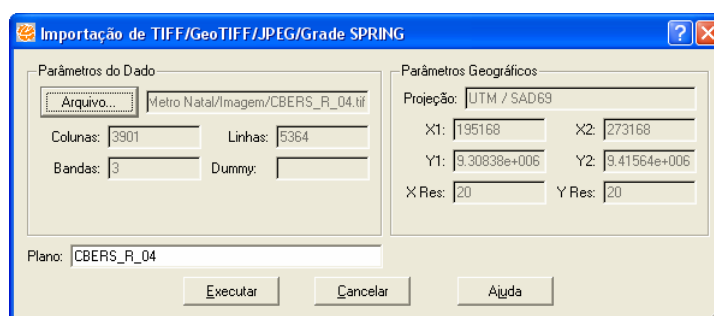 Importação de TIFF/GeoTIFF/JPEG/Grade SPRING
Parâmetros do Dado
Arquivo... Metro Natal/Imagem/CBERS_R_04.tif
Colunas: 3901 Linhas: 5364
Bandas: 3 Dummy:
Parâmetros Geográficos
Projeção: UTM / SAD69
X1: 195168 X2: 273168
Y1: 9.30838e+006 Y2: 9.41564e+006
X Res: 20 Y Res: 20
Plano: CBERS_R_04
Executar Cancelar Ajuda